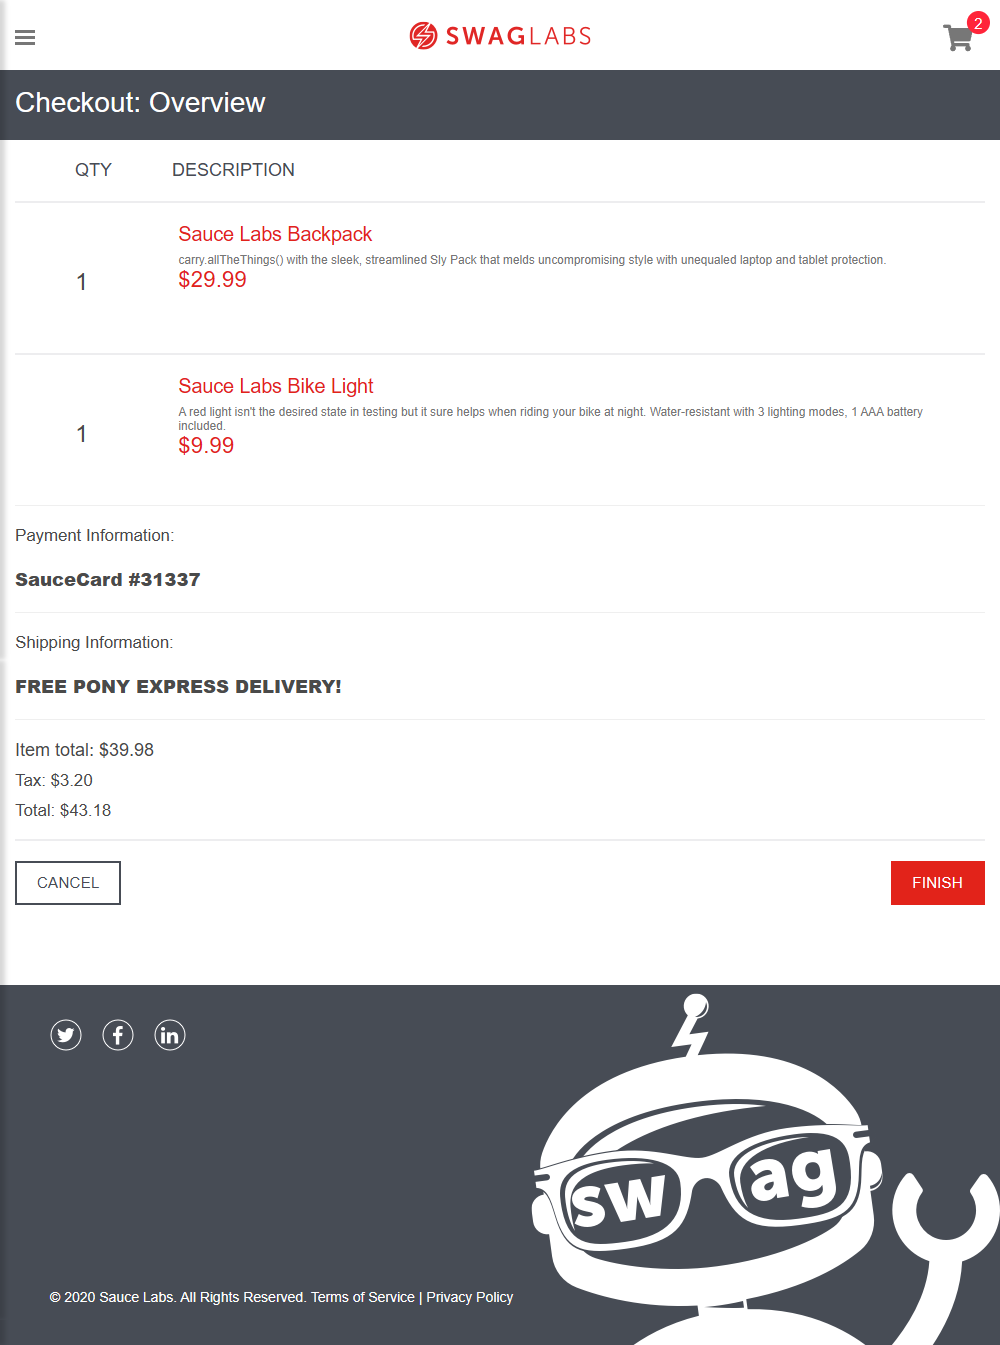 SWAGLABS
2
Checkout: Overview
QTY DESCRIPTION
Sauce Labs Backpack
carry.allTheThings() with the sleek, streamlined Sly Pack that melds uncompromising style with unequaled laptop and tablet protection.
1
$29.99
Sauce Labs Bike Light
A red light isn't the desired state in testing but it sure helps when riding your bike at night. Water-resistant with 3 lighting modes, 1 AAA battery
included.
1
$9.99
Payment Information:
SauceCard #31337
Shipping Information:
FREE PONY EXPRESS DELIVERY!
Item total: $39.98
Tax: $3.20
Total: $43.18
CANCEL FINISH
swag
© 2020 Sauce Labs. All Rights Reserved. Terms of Service | Privacy Policy